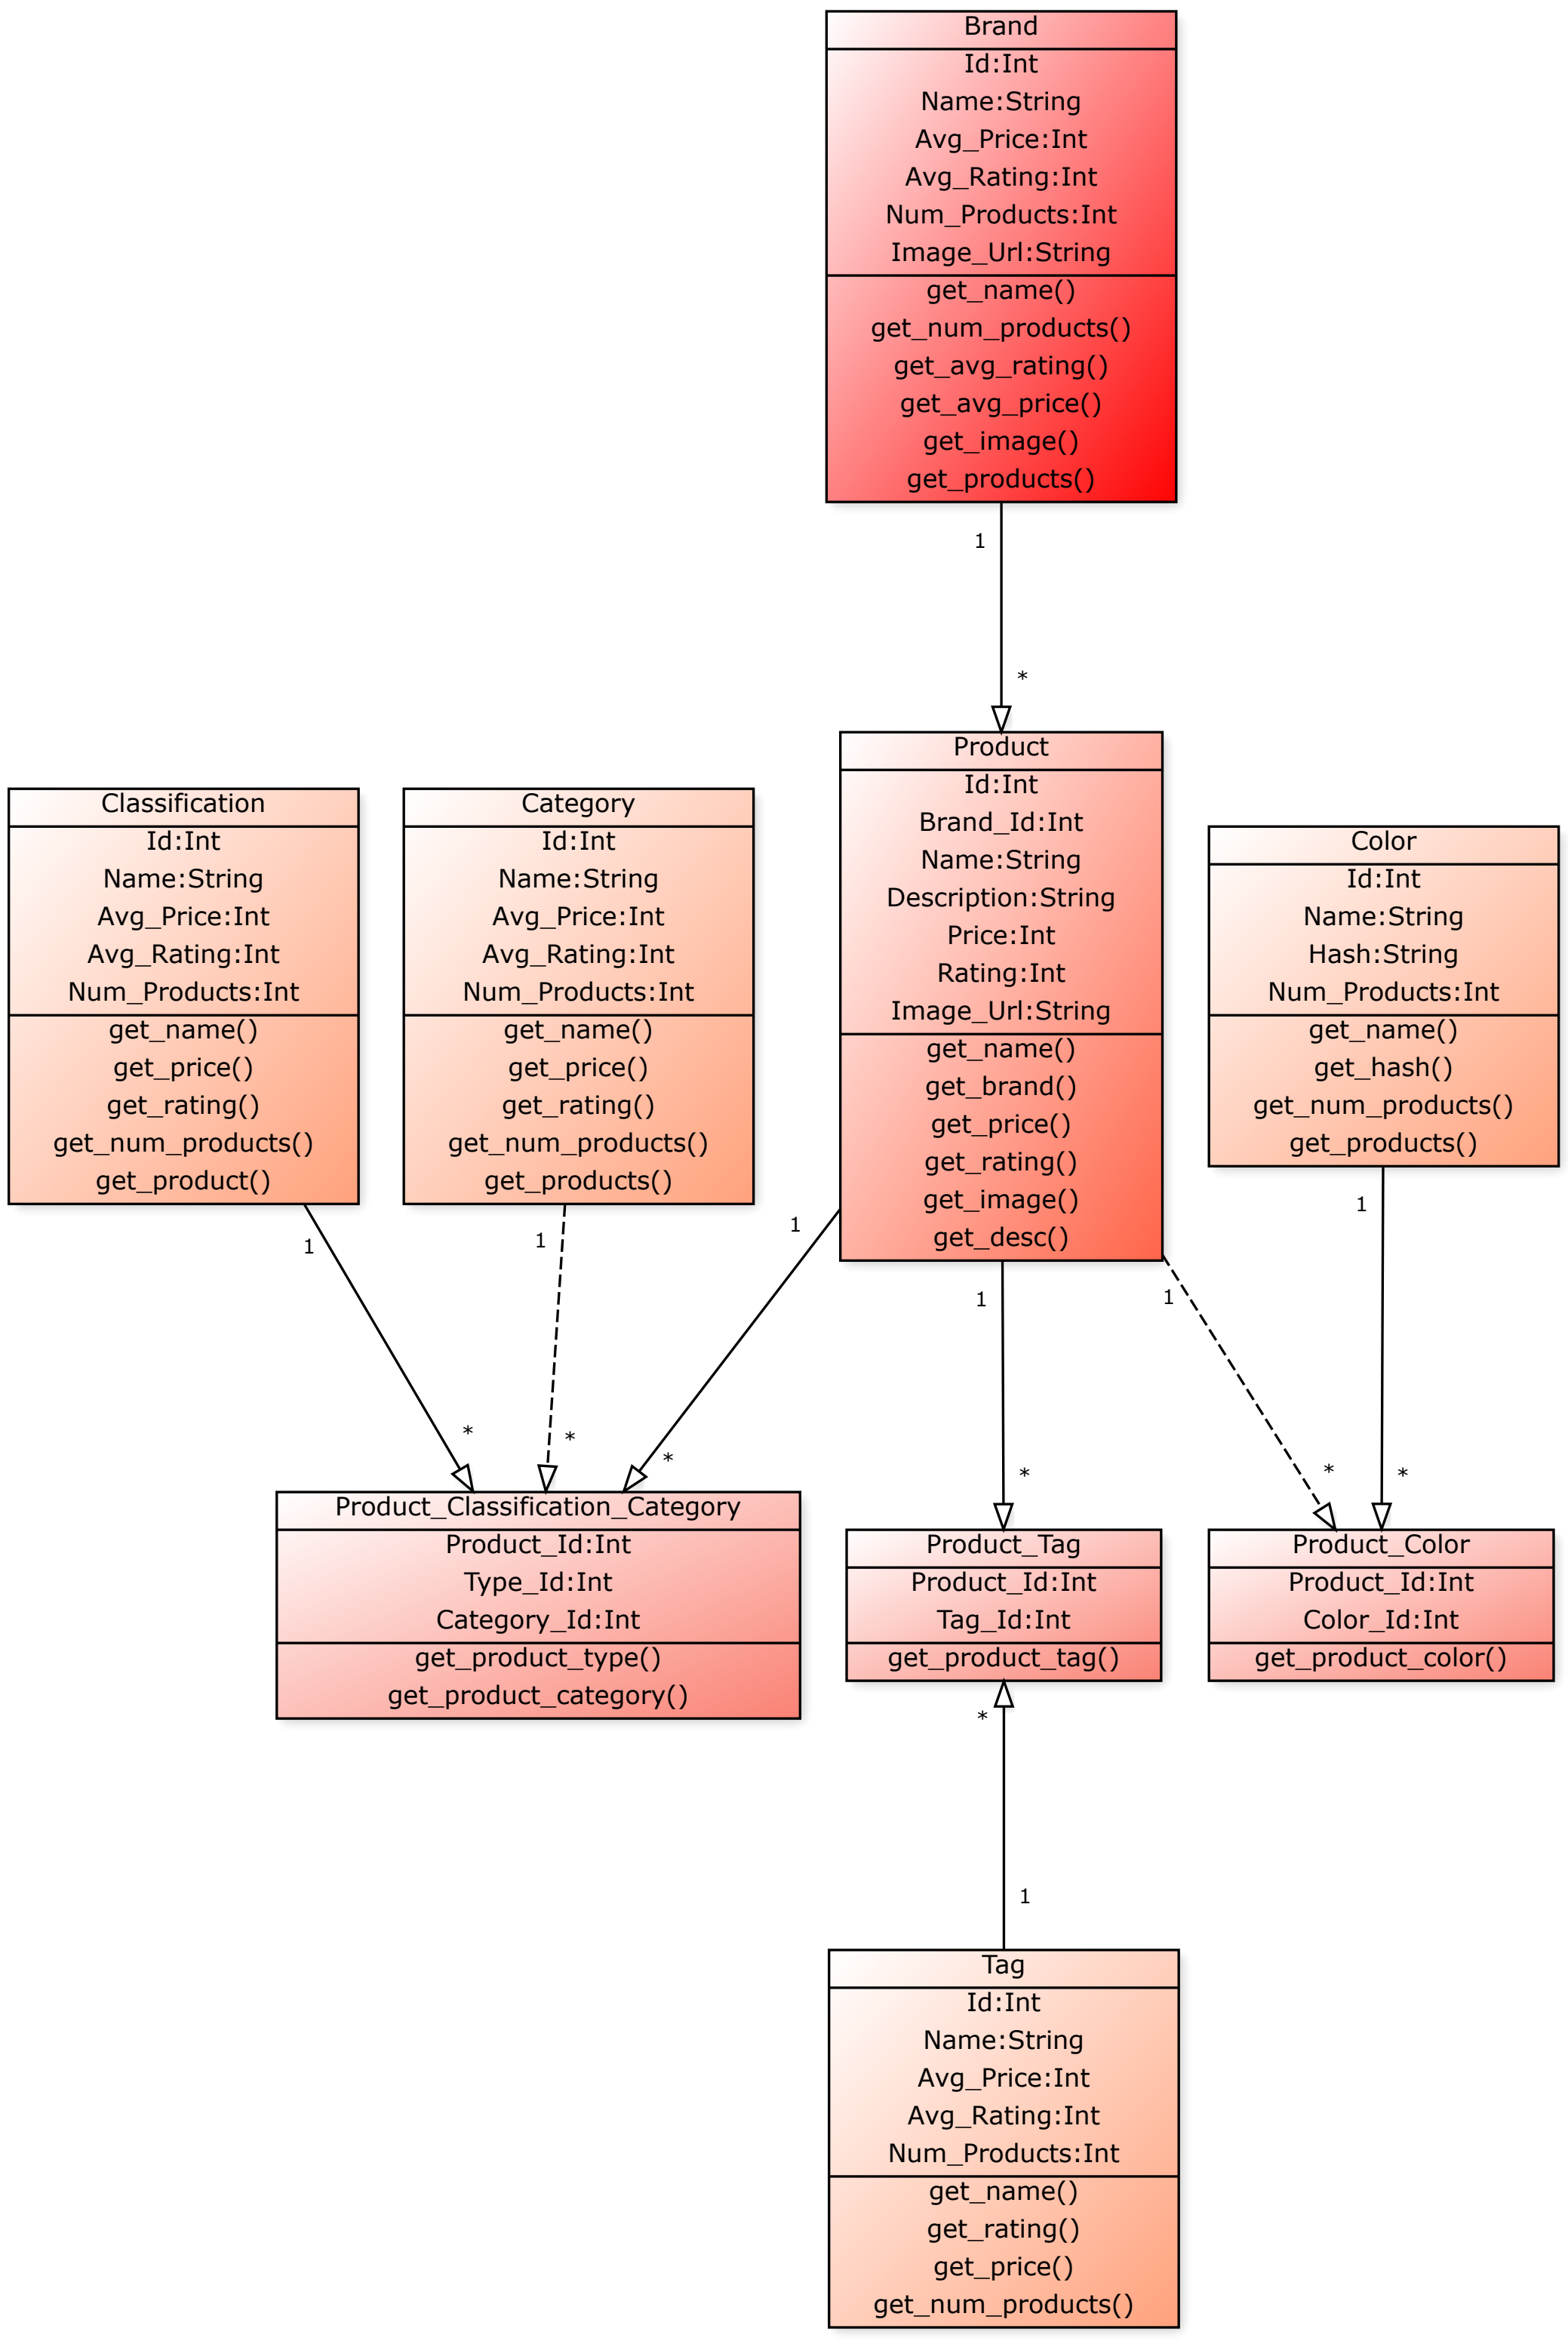 Brand
Id:Int
Name:String
Avg_Price:Int
Avg_Rating:Int
Num_Products:Int
Image_Url:String
get_name()
get_num_products()
get_avg_rating()
get_avg_price()
get_image()
get_products()
1
*
Product
Id:Int
Brand_Id:Int
Name:String
Description:String
Price:Int
Rating:Int
Image_Url:String
get_name()
get_brand()
get_price()
get_rating()
get_image()
get_desc()
Classification
Id:Int
Name:String
Avg_Price:Int
Avg_Rating:Int
Num_Products:Int
get_name()
get_price()
get_rating()
get_num_products()
get_product()
Category
Id:Int
Name:String
Avg_Price:Int
Avg_Rating:Int
Num_Products:Int
get_name()
get_price()
get_rating()
get_num_products()
get_products()
Color
Id:Int
Name:String
Hash:String
Num_Products:Int
get_name()
get_hash()
get_num_products()
get_products()
1
*
1
*
1
*
1
*
1
*
1
*
Product_Classification_Category
Product_Id:Int
Type_Id:Int
Category_Id:Int
get_product_type()
get_product_category()
Product_Tag
Product_Id:Int
Tag_Id:Int
get_product_tag()
Product_Color
Product_Id:Int
Color_Id:Int
get_product_color()
*
1
Tag
Id:Int
Name:String
Avg_Price:Int
Avg_Rating:Int
Num_Products:Int
get_name()
get_rating()
get_price()
get_num_products()